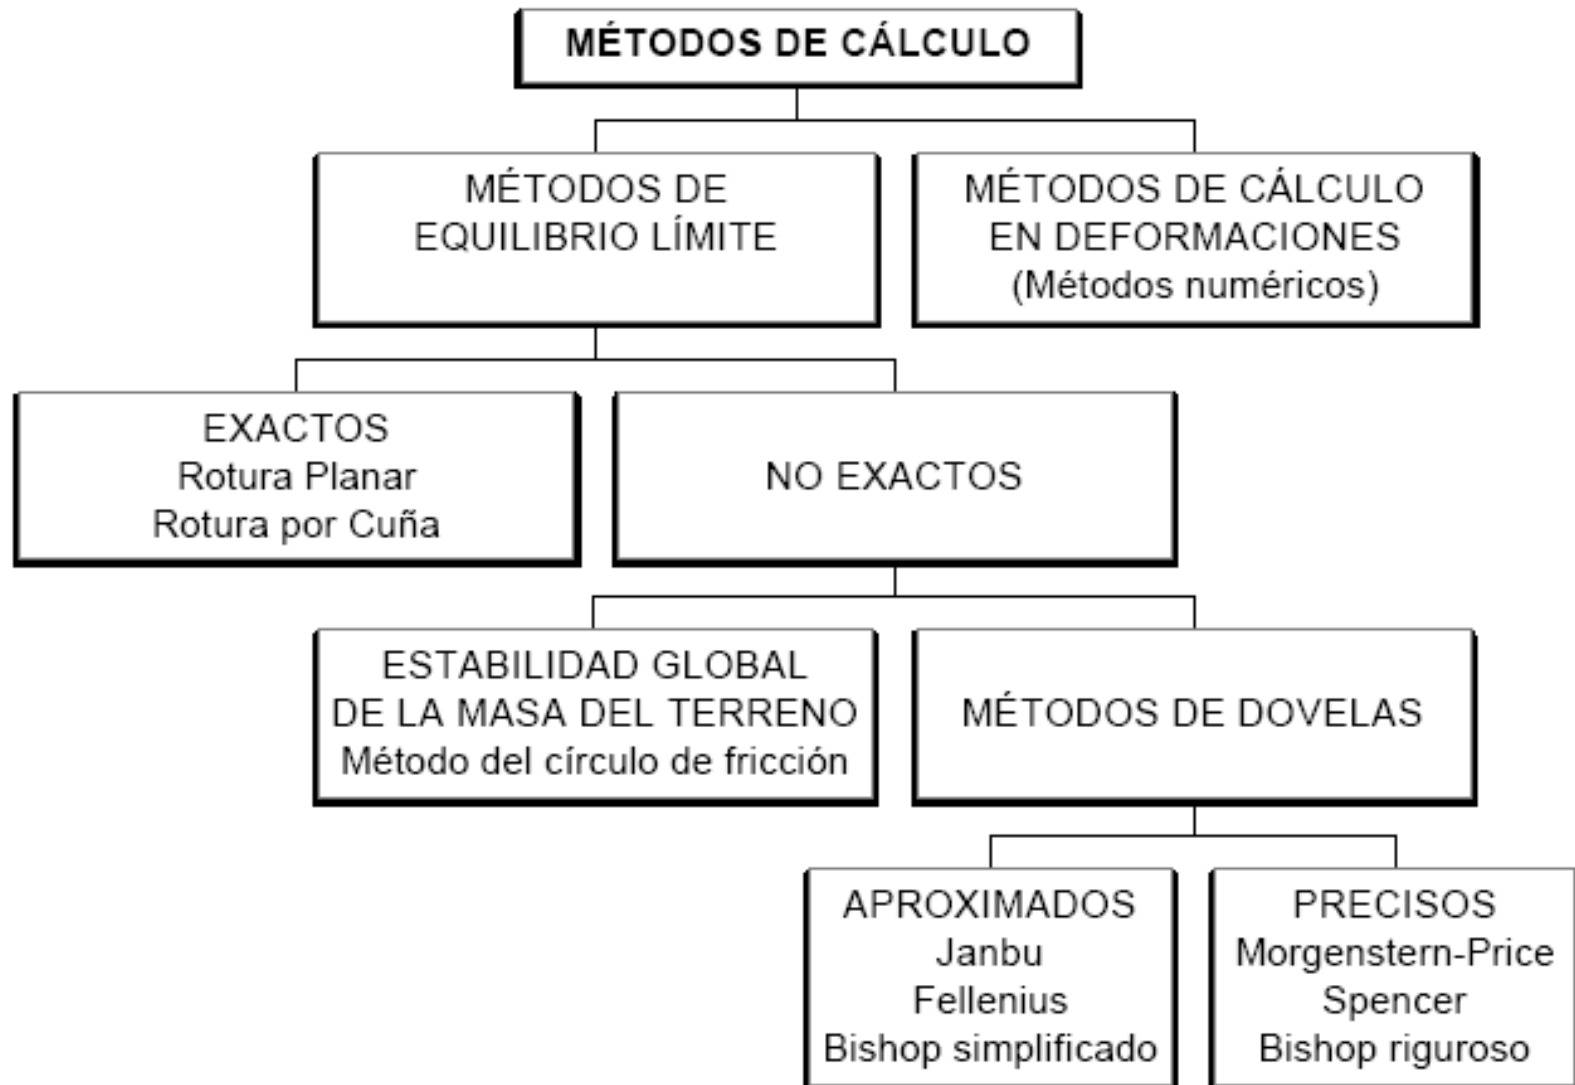 MÉTODOS DE CÁLCULO
MÉTODOS DE
EQUILIBRIO LÍMITE
MÉTODOS DE CÁLCULO
EN DEFORMACIONES
(Métodos numéricos)
EXACTOS
Rotura Planar
Rotura por Cuña
NO EXACTOS
ESTABILIDAD GLOBAL
DE LA MASA DEL TERRENO
Método del círculo de fricción
MÉTODOS DE DOVELAS
APROXIMADOS
Janbu
Fellenius
Bishop simplificado
PRECISOS
Morgenstern-Price
Spencer
Bishop riguroso